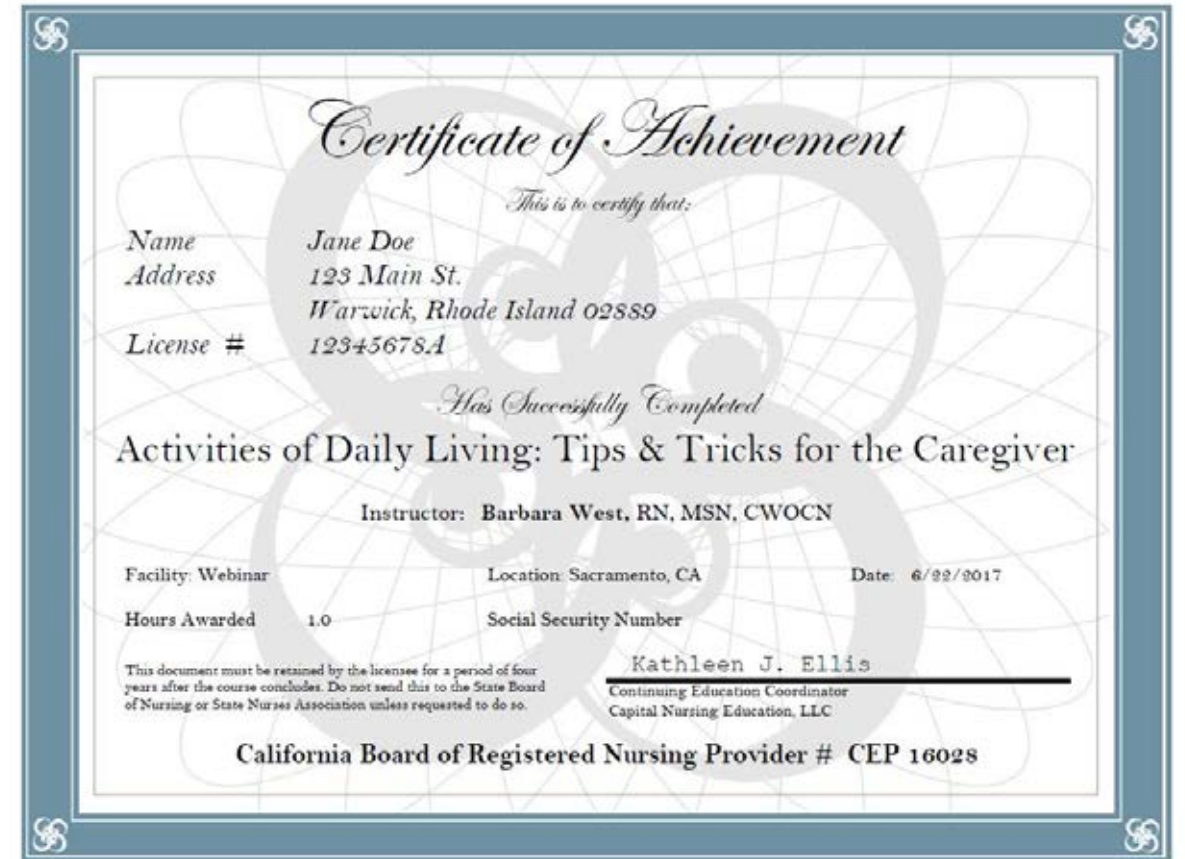 Certificate of Achievement
This is to certify that:
Name Jane Doe
Address 123 Main St.
Warwick, Rhode Island 02889
License # 12345678A
Has Successfully Completed
Activities of Daily Living: Tips & Tricks for the Caregiver
Instructor: Barbara West, RN, MSN, CWOCN
Facility: Webinar Location: Sacramento, CA Date: 6/22/2017
Hours Awarded 1.0 Social Security Number
This document must be retained by the licensee for a period of four
years after the course concludes. Do not send this to the State Board
of Nursing or State Nurses Association unless requested to do so.
Kathleen J. Ellis
Continuing Education Coordinator
Capital Nursing Education, LLC
California Board of Registered Nursing Provider # CEP 16028